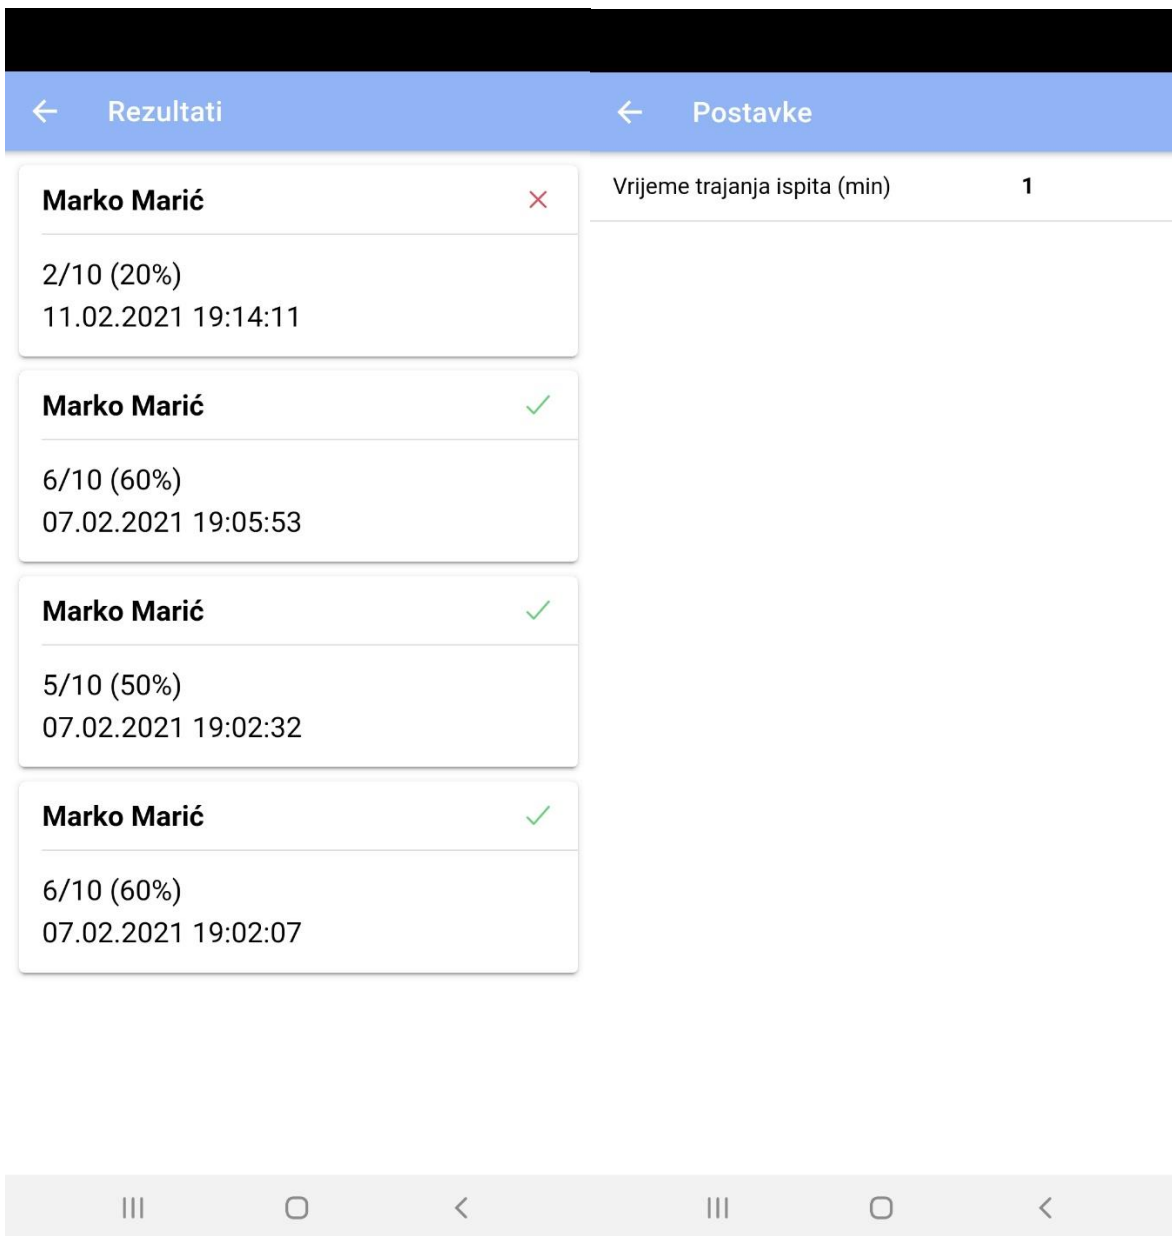 Rezultati
Marko Marić
2/10 (20%)
11.02.2021 19:14:11
Marko Marić
6/10 (60%)
07.02.2021 19:05:53
Marko Marić
5/10 (50%)
07.02.2021 19:02:32
Marko Marić
6/10 (60%)
07.02.2021 19:02:07
Postavke
Vrijeme trajanja ispita (min) 1